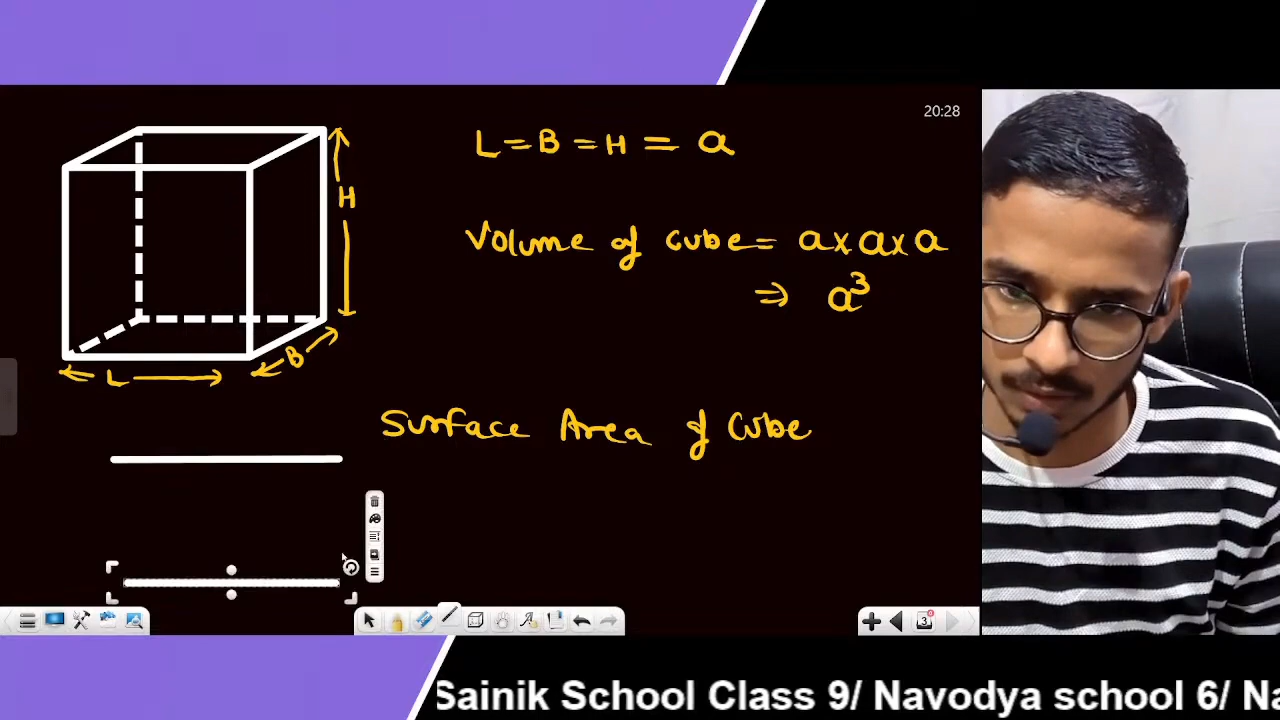 20:28
L = B = H = a
H
Volume of cube = a x a x a
⇒ a³
B
L
Surface Area of Cube
3
Sainik School Class 9/ Navodya school 6/ Na